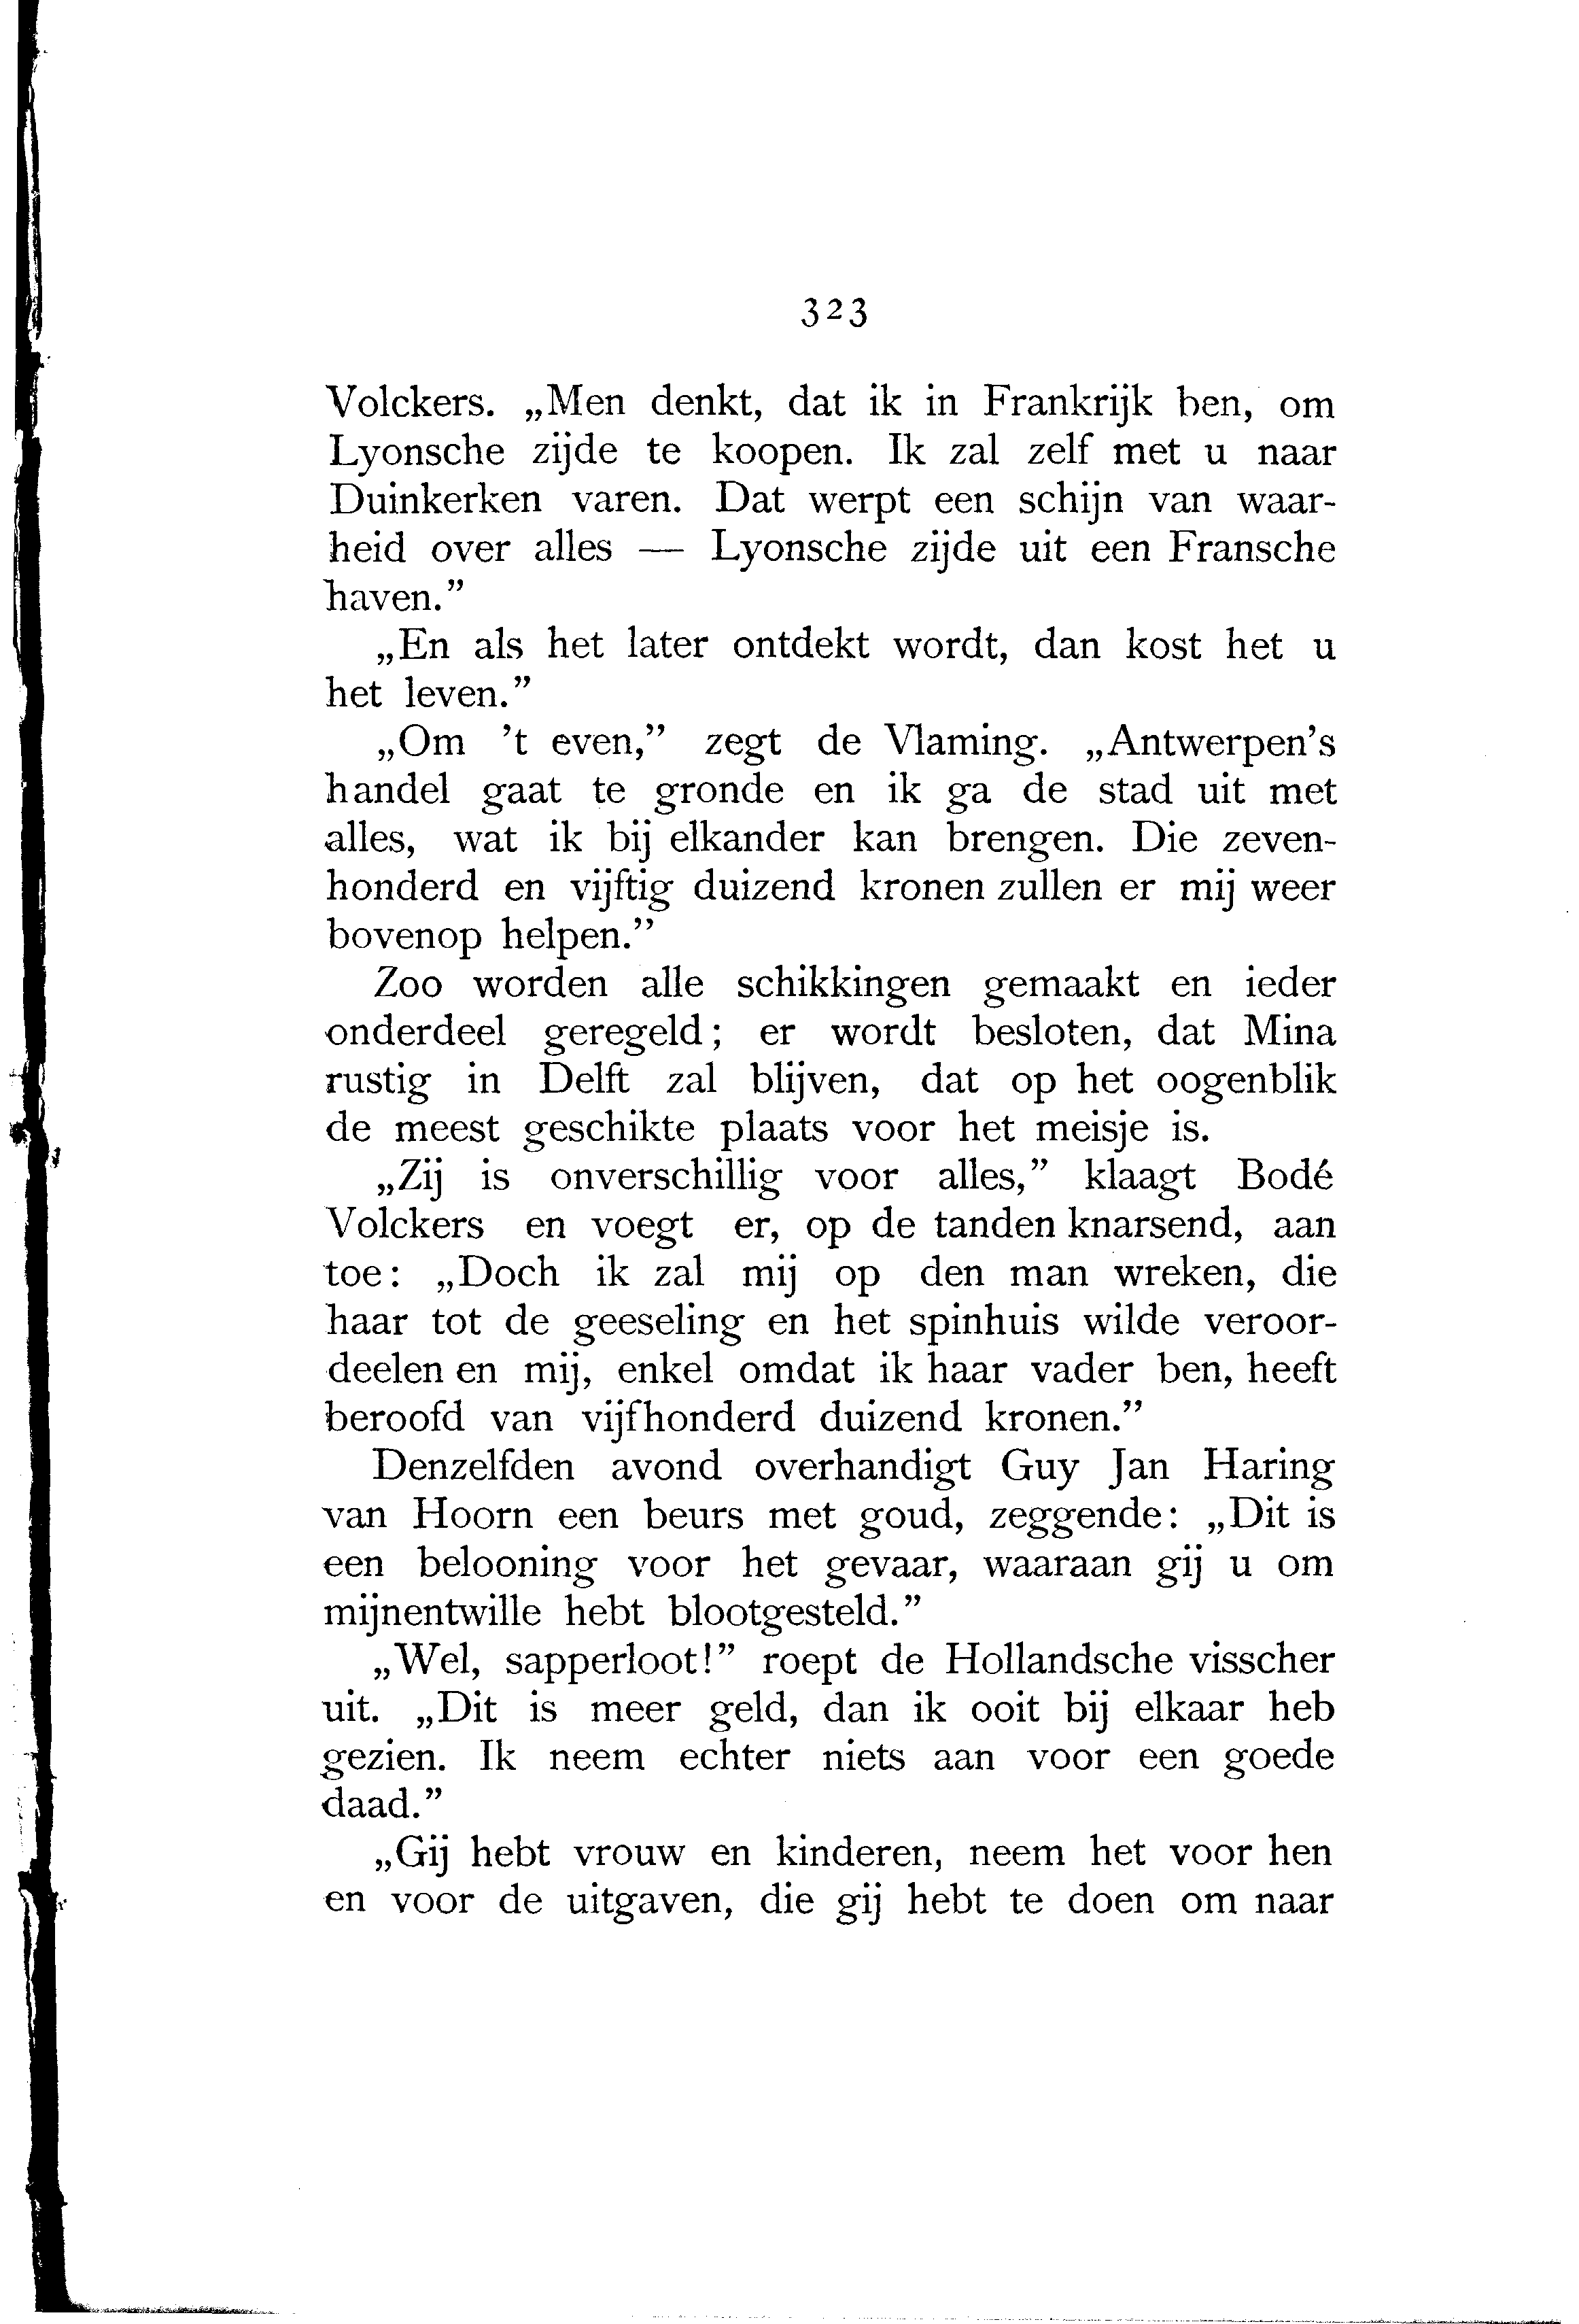 323
Volckers. „Men denkt, dat ik in Frankrijk ben, om
Lyonsche zijde te koopen. Ik zal zelf met u naar
Duinkerken varen. Dat werpt een schijn van waar-
heid over alles — Lyonsche zijde uit een Fransche
haven.”
„En als het later ontdekt wordt, dan kost het u
het leven.”
„Om 't even,” zegt de Vlaming. „Antwerpen's
handel gaat te gronde en ik ga de stad uit met
alles, wat ik bij elkander kan brengen. Die zeven-
honderd en vijftig duizend kronen zullen er mij weer
bovenop helpen.”
Zoo worden alle schikkingen gemaakt en ieder
onderdeel geregeld; er wordt besloten, dat Mina
rustig in Delft zal blijven, dat op het oogenblik
de meest geschikte plaats voor het meisje is.
„Zij is onverschillig voor alles,” klaagt Bodé
Volckers en voegt er, op de tanden knarsend, aan
toe: „Doch ik zal mij op den man wreken, die
haar tot de geeseling en het spinhuis wilde veroor-
deelen en mij, enkel omdat ik haar vader ben, heeft
beroofd van vijfhonderd duizend kronen.”
Denzelfden avond overhandigt Guy Jan Haring
van Hoorn een beurs met goud, zeggende: „Dit is
een belooning voor het gevaar, waaraan gij u om
mijnentwille hebt blootgesteld.”
„Wel, sapperloot!” roept de Hollandsche visscher
uit. „Dit is meer geld, dan ik ooit bij elkaar heb
gezien. Ik neem echter niets aan voor een goede
daad.”
„Gij hebt vrouw en kinderen, neem het voor hen
en voor de uitgaven, die gij hebt te doen om naar